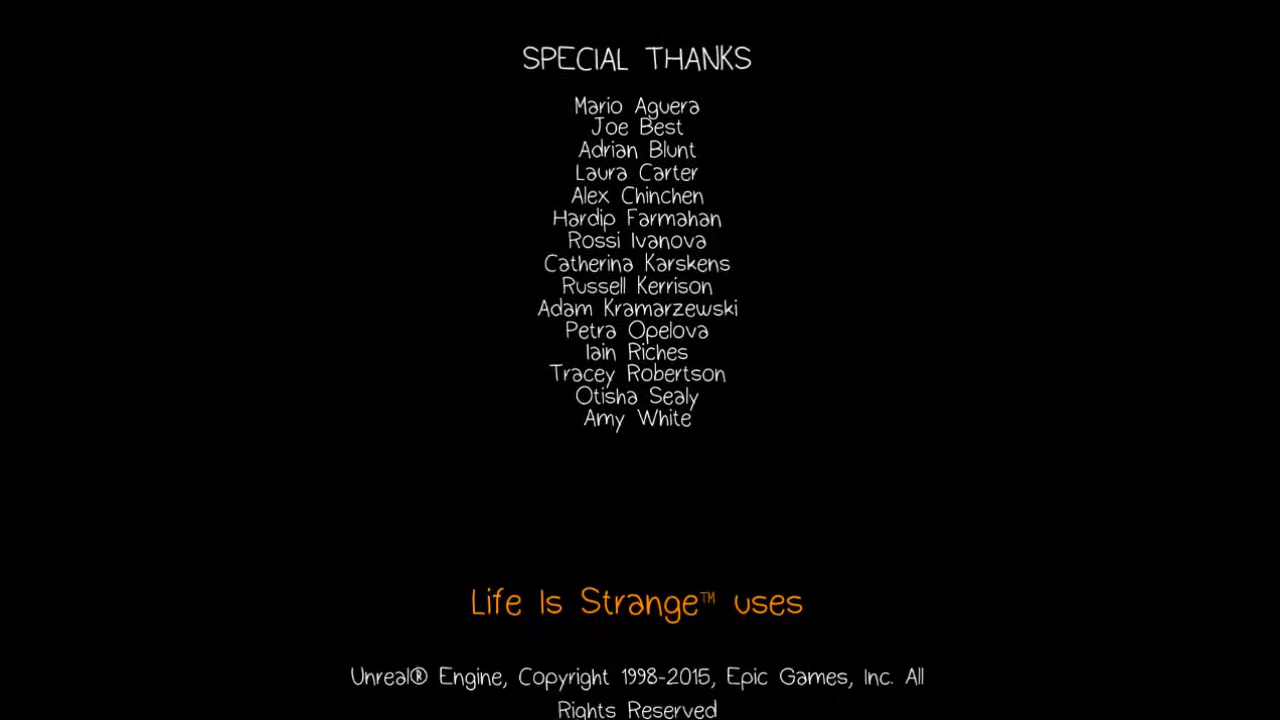 SPECIAL THANKS
Mario Aguera
Joe Best
Adrian Blunt
Laura Carter
Alex Chinchen
Hardip Farmahan
Rossi Ivanova
Catherina Karskens
Russell Kerrison
Adam Kramarzewski
Petra Opelova
Iain Riches
Tracey Robertson
Otisha Sealy
Amy White
Life Is Strange™ uses
Unreal® Engine, Copyright 1998-2015, Epic Games, Inc. All
Rights Reserved